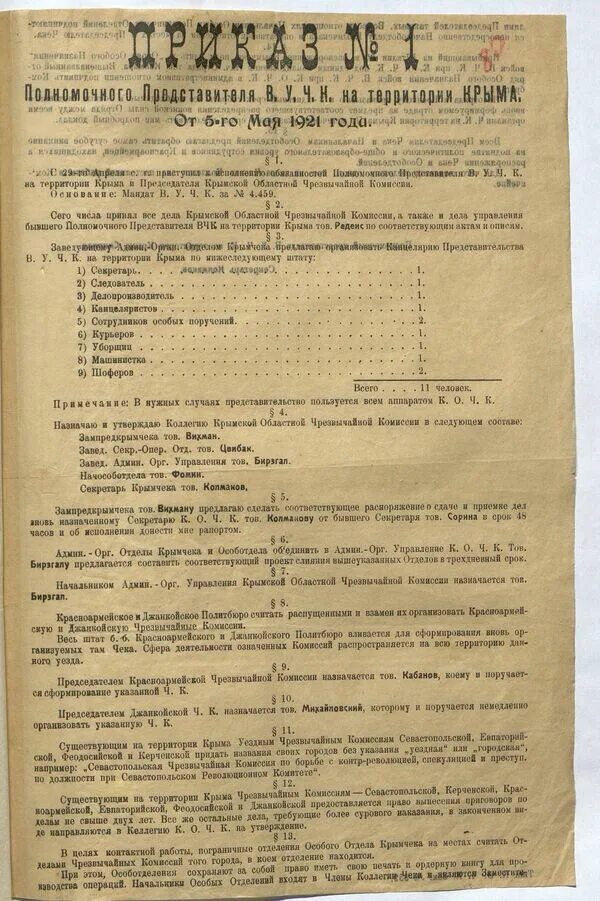 ПРИКАЗ № 1
Полномочного Представителя В. У. Ч. К. на территории КРЫМА.
От 5-го Мая 1921 года.
§ 1.
С 29-го Апреля с. г. приступил к исполнению обязанностей Полномочного Представителя В. У. Ч. К.
на территории Крыма и Председателя Крымской Областной Чрезвычайной Комиссии.
Основание: Мандат В. У. Ч. К. за № 4.459.
§ 2.
Сего числа принял все дела Крымской Областной Чрезвычайной Комиссии, а также и дела управления
бывшего Полномочного Представителя ВЧК на территории Крыма тов. Реденс по соответствующим актам и описям.
§ 3.
Заведующему Админ.-Орган. Отделом Крымчека предлагаю организовать Канцелярию Представительства
В. У. Ч. К. на территории Крыма по нижеследующему штату:
1) Секретарь. 1.
2) Следователь 1.
3) Делопроизводитель 1.
4) Канцеляристов 1.
5) Сотрудников особых поручений. 2.
6) Курьеров 1.
7) Уборщиц 1.
8) Машинистка 1.
9) Шоферов 2.
Всего . . . . 11 человек.
Примечание: В нужных случаях представительство пользуется всем аппаратом К. О. Ч. К.
§ 4.
Назначаю и утверждаю Коллегию Крымской Областной Чрезвычайной Комиссии в следующем составе:
Зампредкрымчека тов. Вихман.
Завед. Секр.-Опер. Отд. тов. Цвибак.
Завед. Админ. Орг. Управления тов. Бирзгал.
Начособотдела тов. Фомин.
Секретарь Крымчека тов. Колманов,
§ 5.
Зампредкрымчека тов. Вихману предлагаю сделать соответствующее распоряжение о сдаче и приемке дел
вновь назначенному Секретарю К. О. Ч. К. тов. Колманову от бывшего Секретаря тов. Сорина в срок 48
часов и об исполнении донести мне рапортом.
§ 6.
Админ. - Орг. Отделы Крымчека и Особотдела об'единить в Админ.-Орг. Управление К. О. Ч. К. Тов.
Бирзгалу предлагается составить соответствующий проект слияния вышеуказанных Отделов в трехдневный срок.
§ 7.
Начальником Админ. - Орг. Управления Крымской Областной Чрезвычайной Комиссии назначается тов.
Бирзгал.
§ 8.
Красноармейское и Джанкойское Политбюро считать распущенными и взамен их организовать Красноармей-
скую и Джанкойскую Чрезвычайные Комиссии.
Весь штат б. б. Красноармейского и Джанкойского Политбюро вливается для сформирования вновь ор-
ганизуемых там Чека. Сфера деятельности означенных Комиссий распространяется на всю территорию дан-
ного уезда.
§ 9.
Председателем Красноармейской Чрезвычайной Комиссии назначается тов. Кабанов, коему и поручает-
ся сформирование указанной Ч. К.
§ 10.
Председателем Джанкойской Ч. К. назначается тов. Михайловский, которому и поручается немедленно
организовать указанную Ч. К.
§ 11.
Существующим на территории Крыма Уездным Чрезвычайным Комиссиям Севастопольской, Евпаторий-
ской, Феодосийской и Керченской придать названия своих городов без указания „уездная" или „городская",
например: „Севастопольская Чрезвычайная Комиссия по борьбе с контр-революцией, спекуляцией и преступ.
по должности при Севастопольском Революционном Комитете".
§ 12.
Существующим на территории Крыма Чрезвычайным Комиссиям—Севастопольской, Керченской, Крас-
ноармейской, Евпаторийской, Феодосийской и Джанкойской предоставляется право вынесения приговоров по
делам не свыше двух лет. Все же остальные дела, требующие более сурового наказания, в законченном ви-
де направляются в Келлегию К. О. Ч. К. на утверждение.
§ 13.
В целях контактной работы, пограничные отделения Особого Отдела Крымчека на местах считать От-
делами Чрезвычайных Комиссий того города, в коем отделение находится.
При этом, Особотделения сохраняют за собой право иметь свою печать и ордерную книгу для про-
изводства операций. Начальники Особых Отделений входят в Члены Коллегии Чеки и являются Заместите-